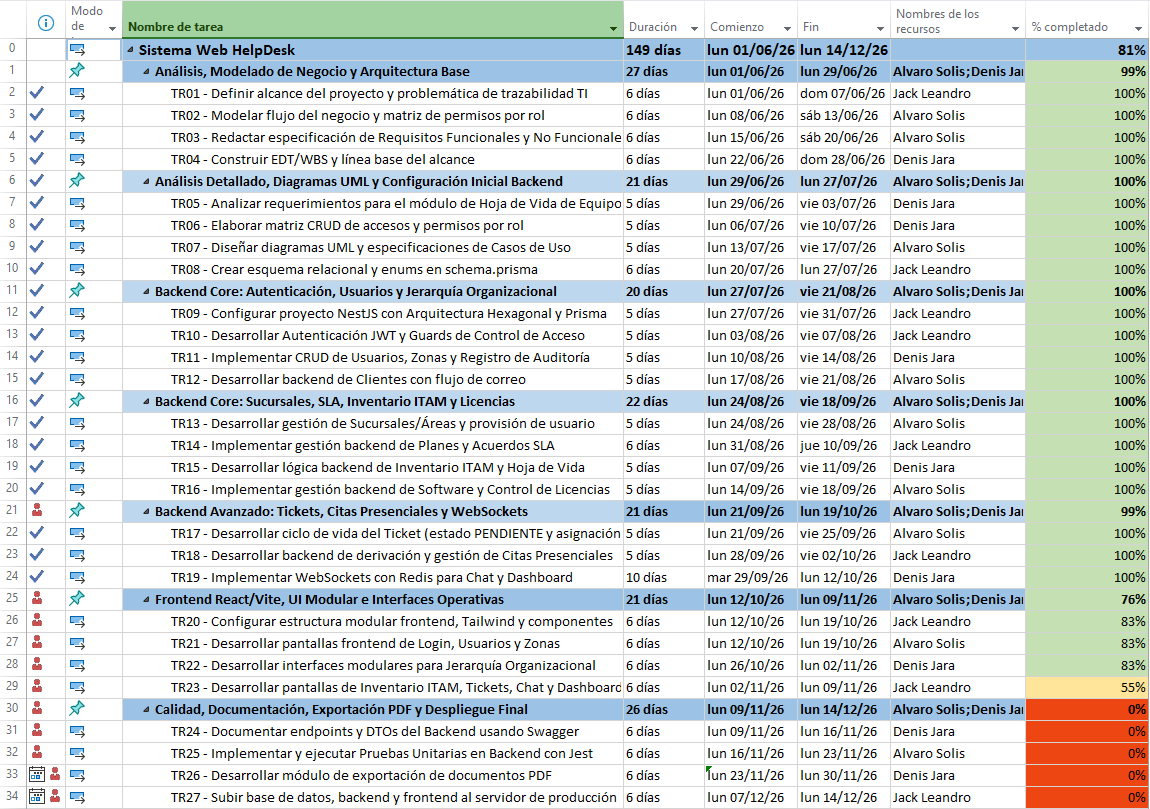 Modo de
Nombre de tarea
Duración
Comienzo
Fin
Nombres de los recursos
% completado
0 Sistema Web HelpDesk 149 días lun 01/06/26 lun 14/12/26 81%
1 Análisis, Modelado de Negocio y Arquitectura Base 27 días lun 01/06/26 lun 29/06/26 Alvaro Solis;Denis Jar 99%
2 TR01 - Definir alcance del proyecto y problemática de trazabilidad TI 6 días lun 01/06/26 dom 07/06/26 Jack Leandro 100%
3 TR02 - Modelar flujo del negocio y matriz de permisos por rol 6 días lun 08/06/26 sáb 13/06/26 Alvaro Solis 100%
4 TR03 - Redactar especificación de Requisitos Funcionales y No Funcionale 6 días lun 15/06/26 sáb 20/06/26 Alvaro Solis 100%
5 TR04 - Construir EDT/WBS y línea base del alcance 6 días lun 22/06/26 dom 28/06/26 Denis Jara 100%
6 Análisis Detallado, Diagramas UML y Configuración Inicial Backend 21 días lun 29/06/26 lun 27/07/26 Alvaro Solis;Denis Jar 100%
7 TR05 - Analizar requerimientos para el módulo de Hoja de Vida de Equipo 5 días lun 29/06/26 vie 03/07/26 Denis Jara 100%
8 TR06 - Elaborar matriz CRUD de accesos y permisos por rol 5 días lun 06/07/26 vie 10/07/26 Denis Jara 100%
9 TR07 - Diseñar diagramas UML y especificaciones de Casos de Uso 5 días lun 13/07/26 vie 17/07/26 Alvaro Solis 100%
10 TR08 - Crear esquema relacional y enums en schema.prisma 6 días lun 20/07/26 lun 27/07/26 Jack Leandro 100%
11 Backend Core: Autenticación, Usuarios y Jerarquía Organizacional 20 días lun 27/07/26 vie 21/08/26 Alvaro Solis;Denis Jar 100%
12 TR09 - Configurar proyecto NestJS con Arquitectura Hexagonal y Prisma 5 días lun 27/07/26 vie 31/07/26 Jack Leandro 100%
13 TR10 - Desarrollar Autenticación JWT y Guards de Control de Acceso 5 días lun 03/08/26 vie 07/08/26 Alvaro Solis 100%
14 TR11 - Implementar CRUD de Usuarios, Zonas y Registro de Auditoría 5 días lun 10/08/26 vie 14/08/26 Denis Jara 100%
15 TR12 - Desarrollar backend de Clientes con flujo de correo 5 días lun 17/08/26 vie 21/08/26 Alvaro Solis 100%
16 Backend Core: Sucursales, SLA, Inventario ITAM y Licencias 22 días lun 24/08/26 vie 18/09/26 Alvaro Solis;Denis Jar 100%
17 TR13 - Desarrollar gestión de Sucursales/Áreas y provisión de usuario 5 días lun 24/08/26 vie 28/08/26 Alvaro Solis 100%
18 TR14 - Implementar gestión backend de Planes y Acuerdos SLA 6 días lun 31/08/26 jue 10/09/26 Jack Leandro 100%
19 TR15 - Desarrollar lógica backend de Inventario ITAM y Hoja de Vida 5 días lun 07/09/26 vie 11/09/26 Denis Jara 100%
20 TR16 - Implementar gestión backend de Software y Control de Licencias 5 días lun 14/09/26 vie 18/09/26 Alvaro Solis 100%
21 Backend Avanzado: Tickets, Citas Presenciales y WebSockets 21 días lun 21/09/26 lun 19/10/26 Alvaro Solis;Denis Jar 99%
22 TR17 - Desarrollar ciclo de vida del Ticket (estado PENDIENTE y asignación 5 días lun 21/09/26 vie 25/09/26 Alvaro Solis 100%
23 TR18 - Desarrollar backend de derivación y gestión de Citas Presenciales 5 días lun 28/09/26 vie 02/10/26 Jack Leandro 100%
24 TR19 - Implementar WebSockets con Redis para Chat y Dashboard 10 días mar 29/09/26 lun 12/10/26 Denis Jara 100%
25 Frontend React/Vite, UI Modular e Interfaces Operativas 21 días lun 12/10/26 lun 09/11/26 Alvaro Solis;Denis Jar 76%
26 TR20 - Configurar estructura modular frontend, Tailwind y componentes 6 días lun 12/10/26 lun 19/10/26 Jack Leandro 83%
27 TR21 - Desarrollar pantallas frontend de Login, Usuarios y Zonas 6 días lun 12/10/26 lun 19/10/26 Alvaro Solis 83%
28 TR22 - Desarrollar interfaces modulares para Jerarquía Organizacional 6 días lun 26/10/26 lun 02/11/26 Denis Jara 83%
29 TR23 - Desarrollar pantallas de Inventario ITAM, Tickets, Chat y Dashboard 6 días lun 02/11/26 lun 09/11/26 Jack Leandro 55%
30 Calidad, Documentación, Exportación PDF y Despliegue Final 26 días lun 09/11/26 lun 14/12/26 Alvaro Solis;Denis Jar 0%
31 TR24 - Documentar endpoints y DTOs del Backend usando Swagger 6 días lun 09/11/26 lun 16/11/26 Denis Jara 0%
32 TR25 - Implementar y ejecutar Pruebas Unitarias en Backend con Jest 6 días lun 16/11/26 lun 23/11/26 Alvaro Solis 0%
33 TR26 - Desarrollar módulo de exportación de documentos PDF 6 días lun 23/11/26 lun 30/11/26 Denis Jara 0%
34 TR27 - Subir base de datos, backend y frontend al servidor de producción 6 días lun 07/12/26 lun 14/12/26 Jack Leandro 0%